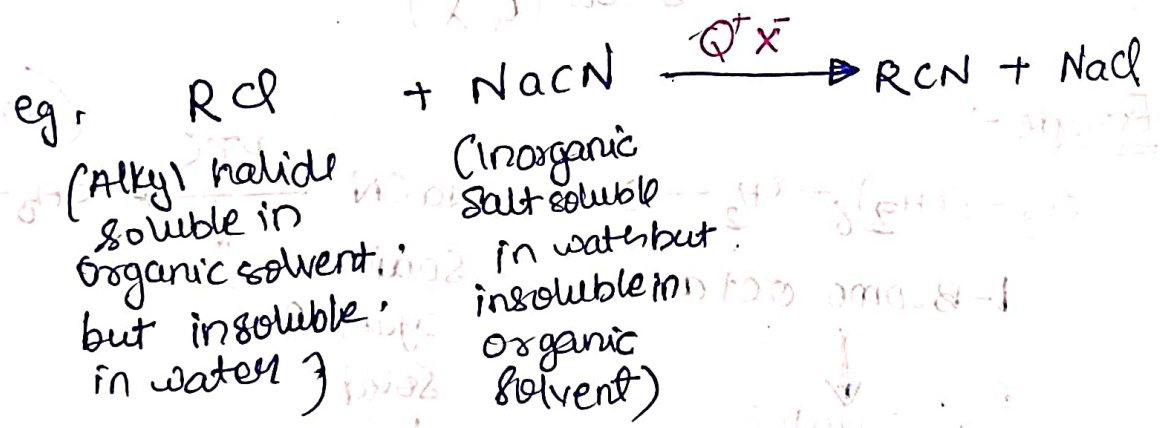 eg, RCl + NaCN Q⁺ X⁻ → RCN + NaCl
(Alkyl halide
soluble in
organic solvent.
but insoluble
in water }
(Inorganic
salt soluble
in water but
insoluble in
organic
solvent)